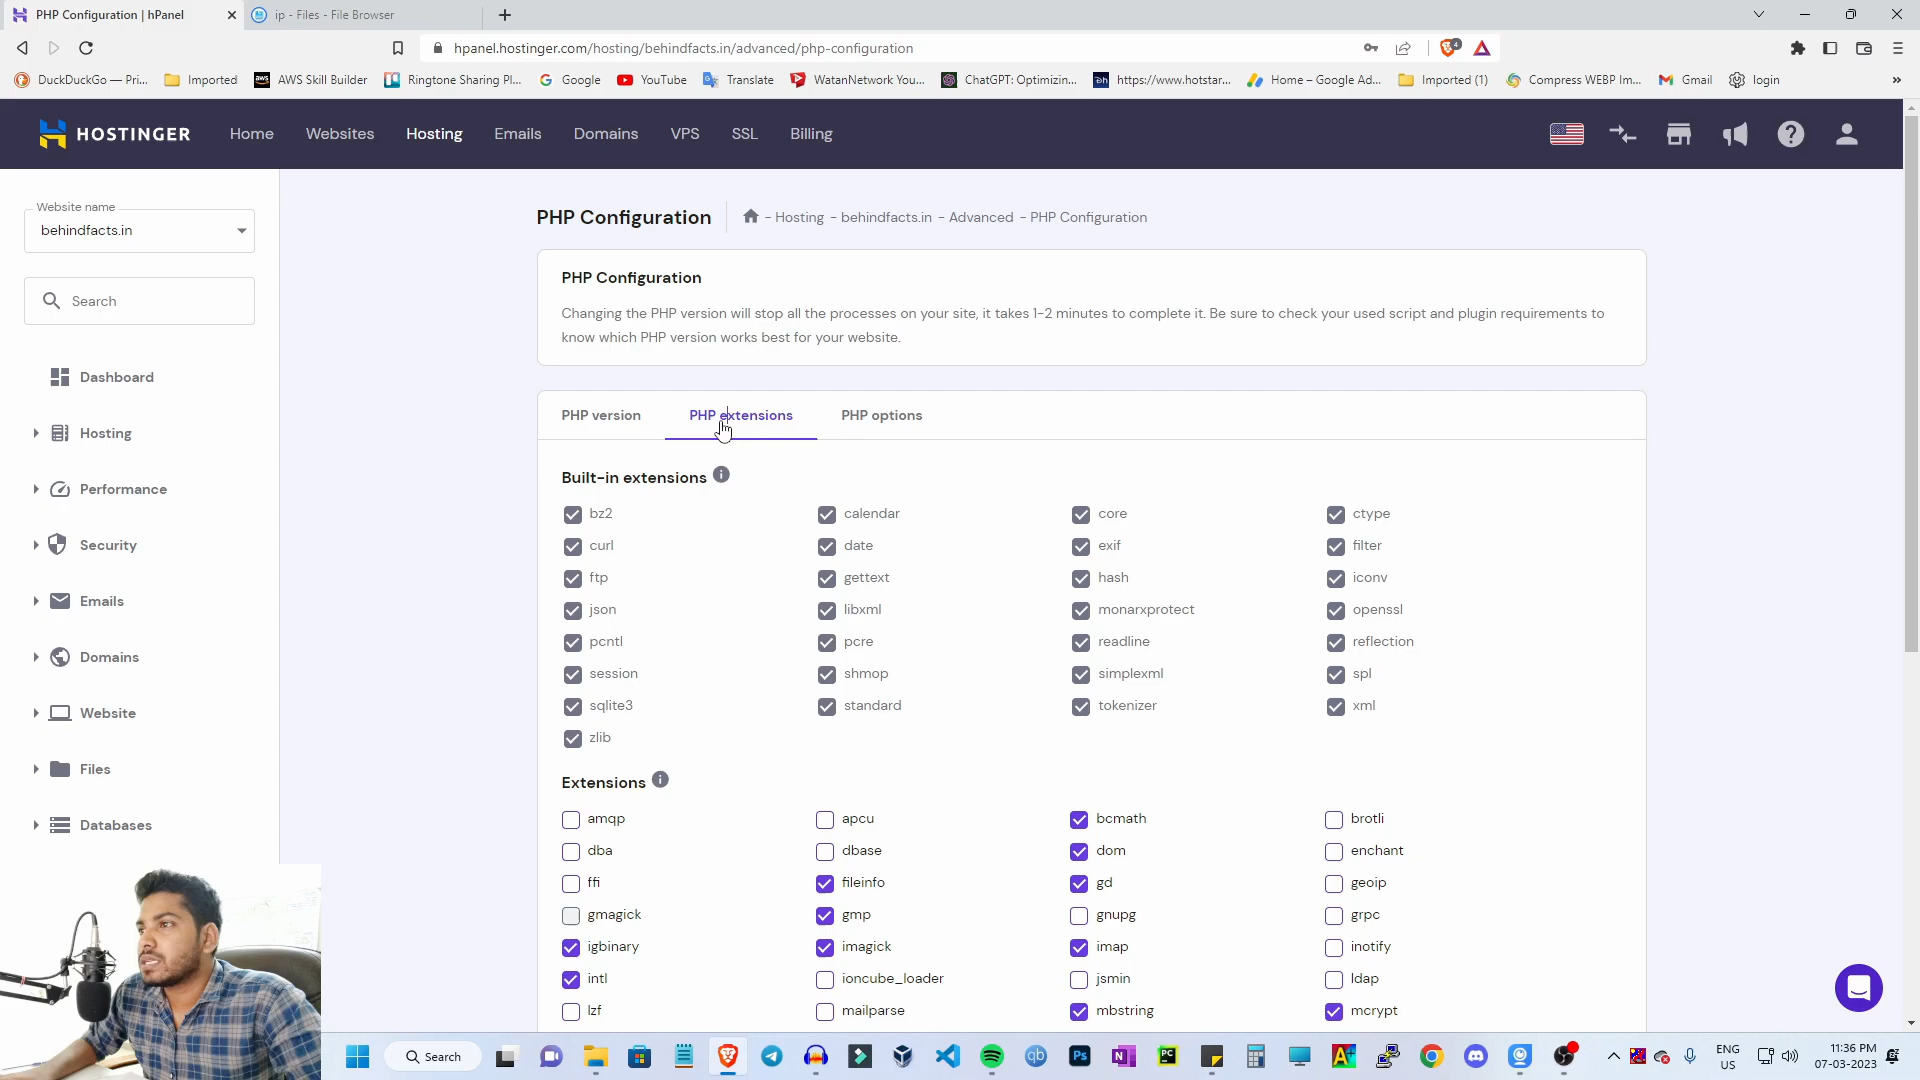 PHP Configuration | hPanel
ip - Files - File Browser
hpanel.hostinger.com/hosting/behindfacts.in/advanced/php-configuration
4
DuckDuckGo — Pri...
Imported
AWS Skill Builder
Ringtone Sharing Pl...
Google
YouTube
Translate
WatanNetwork You...
ChatGPT: Optimizin...
https://www.hotstar...
Home – Google Ad...
Imported (1)
Compress WEBP Im...
Gmail
login
HOSTINGER
Home
Websites
Hosting
Emails
Domains
VPS
SSL
Billing
Website name
behindfacts.in
Search
Dashboard
Hosting
Performance
Security
Emails
Domains
Website
Files
Databases
PHP Configuration
- Hosting - behindfacts.in - Advanced - PHP Configuration
PHP Configuration
Changing the PHP version will stop all the processes on your site, it takes 1-2 minutes to complete it. Be sure to check your used script and plugin requirements to
know which PHP version works best for your website.
PHP version
PHP extensions
PHP options
Built-in extensions
bz2 calendar core ctype
curl date exif filter
ftp gettext hash iconv
json libxml monarxprotect openssl
pcntl pcre readline reflection
session shmop simplexml spl
sqlite3 standard tokenizer xml
zlib
Extensions
amqp apcu bcmath brotli
dba dbase dom enchant
ffi fileinfo gd geoip
gmagick gmp gnupg grpc
igbinary imagick imap inotify
intl ioncube_loader jsmin ldap
lzf mailparse mbstring mcrypt
Search
ENG
US
11:36 PM
07-03-2023